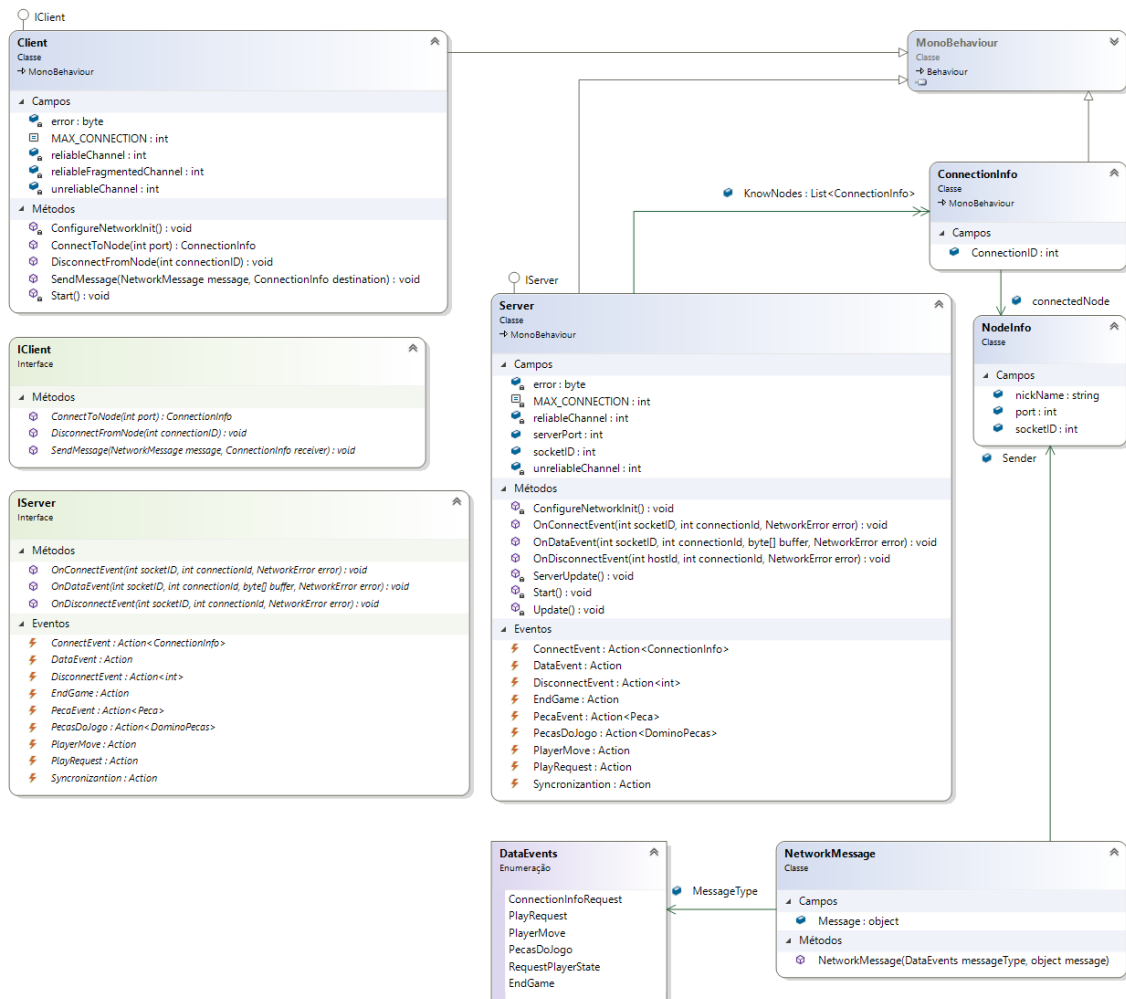 IClient
Client
Classe
MonoBehaviour
Campos
error : byte
MAX_CONNECTION : int
reliableChannel : int
reliableFragmentedChannel : int
unreliableChannel : int
Métodos
ConfigureNetworkInit() : void
ConnectToNode(int port) : ConnectionInfo
DisconnectFromNode(int connectionID) : void
SendMessage(NetworkMessage message, ConnectionInfo destination) : void
Start() : void
MonoBehaviour
Classe
Behaviour
ConnectionInfo
Classe
MonoBehaviour
Campos
ConnectionID : int
KnowNodes : List<ConnectionInfo>
connectedNode
NodeInfo
Classe
Campos
nickName : string
port : int
socketID : int
Sender
IClient
Interface
Métodos
ConnectToNode(int port) : ConnectionInfo
DisconnectFromNode(int connectionID) : void
SendMessage(NetworkMessage message, ConnectionInfo receiver) : void
IServer
Interface
Métodos
OnConnectEvent(int socketID, int connectionId, NetworkError error) : void
OnDataEvent(int socketID, int connectionId, byte[] buffer, NetworkError error) : void
OnDisconnectEvent(int socketID, int connectionId, NetworkError error) : void
Eventos
ConnectEvent : Action<ConnectionInfo>
DataEvent : Action
DisconnectEvent : Action<int>
EndGame : Action
PecaEvent : Action<Peca>
PecasDoJogo : Action<DominoPecas>
PlayerMove : Action
PlayRequest : Action
Syncronizantion : Action
IServer
Server
Classe
MonoBehaviour
Campos
error : byte
MAX_CONNECTION : int
reliableChannel : int
serverPort : int
socketID : int
unreliableChannel : int
Métodos
ConfigureNetworkInit() : void
OnConnectEvent(int socketID, int connectionId, NetworkError error) : void
OnDataEvent(int socketID, int connectionId, byte[] buffer, NetworkError error) : void
OnDisconnectEvent(int hostId, int connectionId, NetworkError error) : void
ServerUpdate() : void
Start() : void
Update() : void
Eventos
ConnectEvent : Action<ConnectionInfo>
DataEvent : Action
DisconnectEvent : Action<int>
EndGame : Action
PecaEvent : Action<Peca>
PecasDoJogo : Action<DominoPecas>
PlayerMove : Action
PlayRequest : Action
Syncronizantion : Action
DataEvents
Enumeração
ConnectionInfoRequest
PlayRequest
PlayerMove
PecasDoJogo
RequestPlayerState
EndGame
MessageType
NetworkMessage
Classe
Campos
Message : object
Métodos
NetworkMessage(DataEvents messageType, object message)